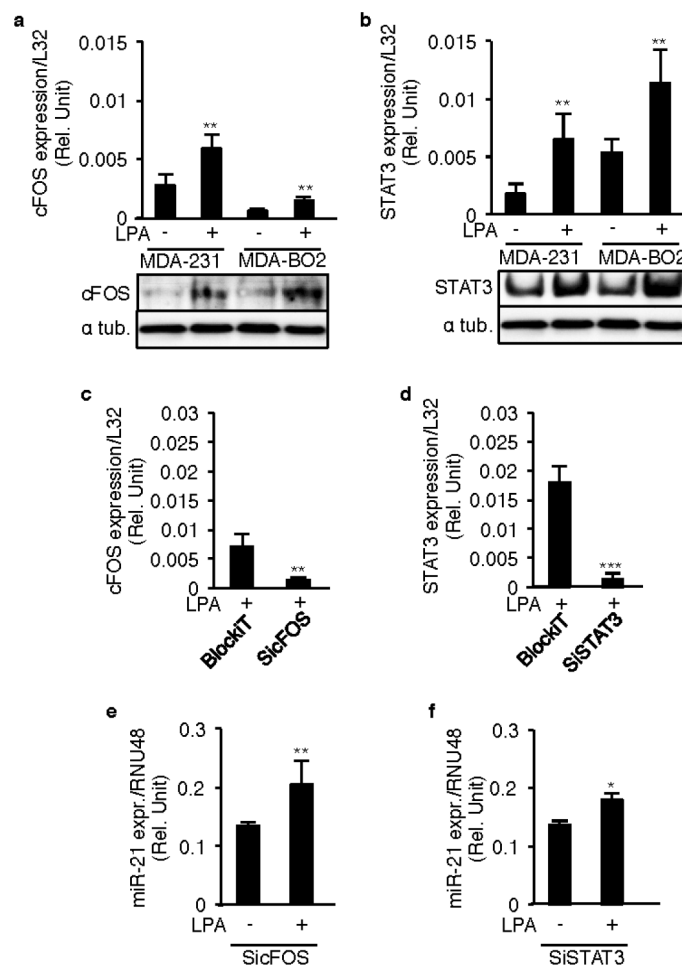 a
cFOS expression/L32
(Rel. Unit)
0.015
0.01
0.005
0
**
**
LPA - + - +
MDA-231 MDA-BO2
cFOS
α tub.
b
STAT3 expression/L32
(Rel. Unit)
0.015
0.01
0.005
0
**
**
LPA - + - +
MDA-231 MDA-BO2
STAT3
α tub.
c
cFOS expression/L32
(Rel. Unit)
0.03
0.025
0.02
0.015
0.01
0.005
0
**
LPA + +
BlockiT SicFOS
d
STAT3 expression/L32
(Rel. Unit)
0.03
0.025
0.02
0.015
0.01
0.005
0
***
LPA + +
BlockiT SiSTAT3
e
miR-21 expr./RNU48
(Rel. Unit)
0.3
0.2
0.1
0
**
LPA - +
SicFOS
f
miR-21 expr./RNU48
(Rel. Unit)
0.3
0.2
0.1
0
*
LPA - +
SiSTAT3